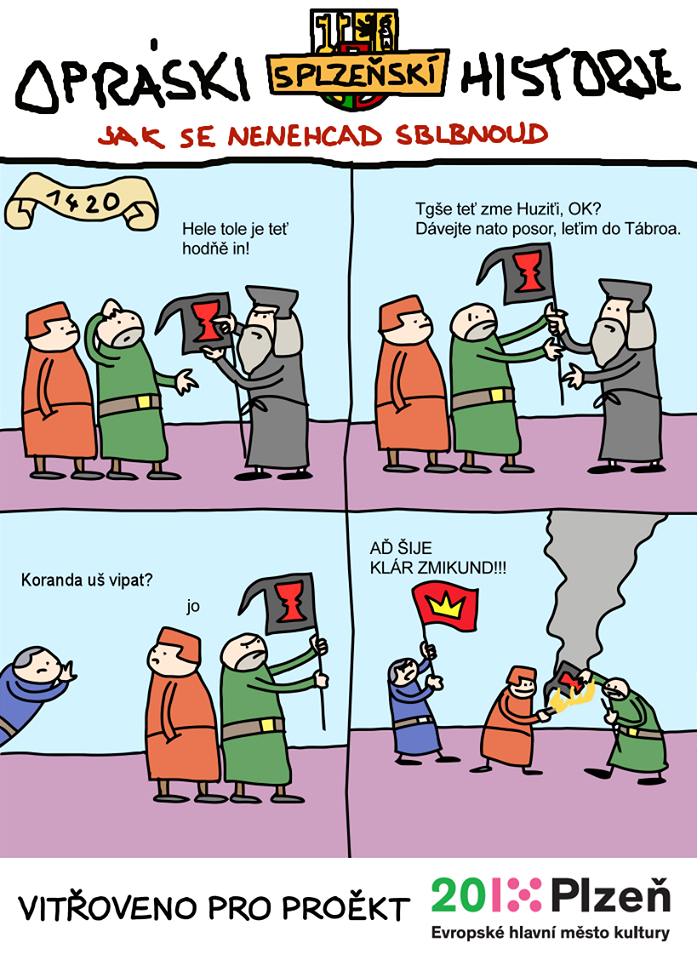 OPRÁSKI SPLZEŇSKÍ HISTORJE
JAK SE NENEHCAD SBLBNOUD
1420
Hele tole je teť
hodňě in!
Tgše teť zme Huziťi, OK?
Dávejte nato posor, leťim do Tábroa.
Koranda uš vipat?
jo
AĎ ŠIJE
KLÁR ZMIKUND!!!
VITŘOVENO PRO PROĚKT
201 Plzeň
Evropské hlavní město kultury